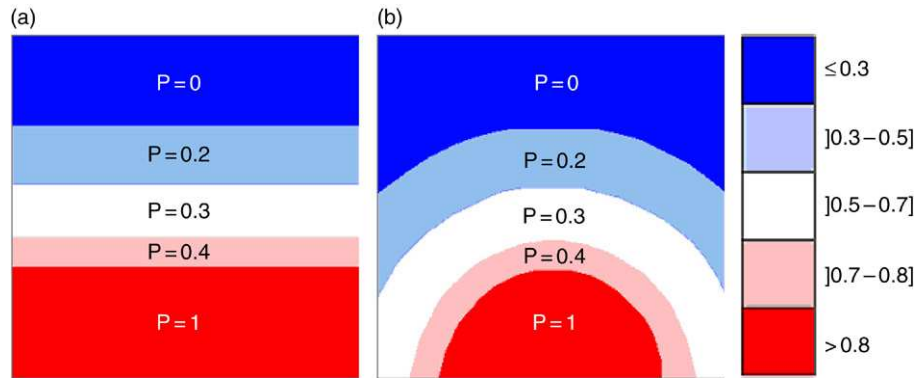 (a)
P = 0
P = 0.2
P = 0.3
P = 0.4
P = 1
(b)
P = 0
P = 0.2
P = 0.3
P = 0.4
P = 1
≤ 0.3
]0.3 – 0.5]
]0.5 – 0.7]
]0.7 – 0.8]
> 0.8